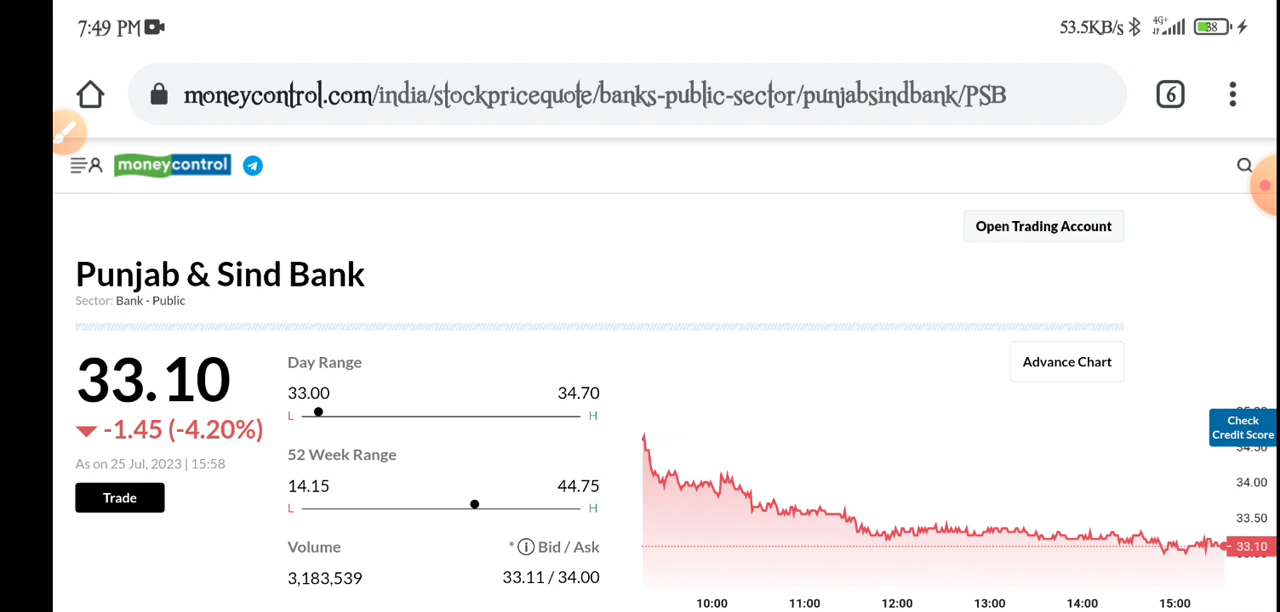 7:49 PM
53.5KB/s 4G+ 38
moneycontrol.com/india/stockpricequote/banks-public-sector/punjabsindbank/PSB
6
moneycontrol
Open Trading Account
Punjab & Sind Bank
Sector: Bank - Public
33.10
-1.45 (-4.20%)
As on 25 Jul, 2023 | 15:58
Trade
Day Range
33.00 34.70
L H
52 Week Range
14.15 44.75
L H
Volume
* Bid / Ask
3,183,539
33.11 / 34.00
Advance Chart
Check
Credit Score
34.00
33.50
33.10
10:00 11:00 12:00 13:00 14:00 15:00